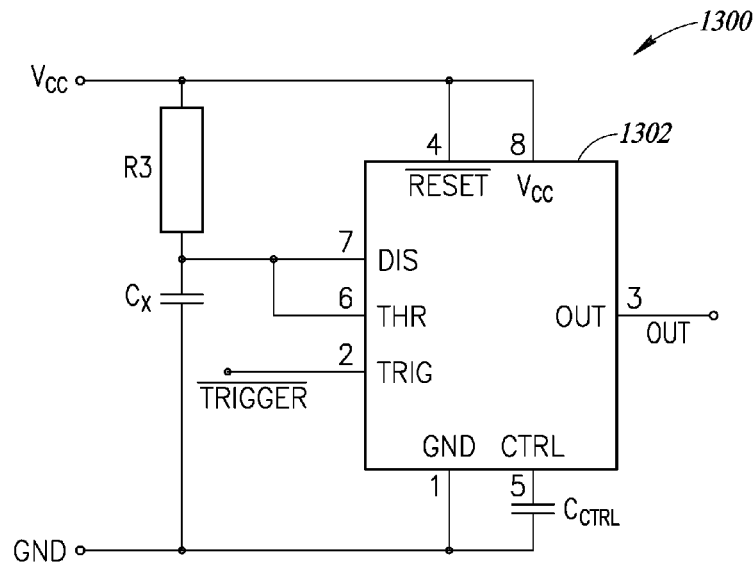 1300
VCC
1302
4 8
R3
RESET VCC
7
DIS
CX
6
THR
OUT
3
OUT
2
TRIG
TRIGGER
GND CTRL
1 5
CCTRL
GND